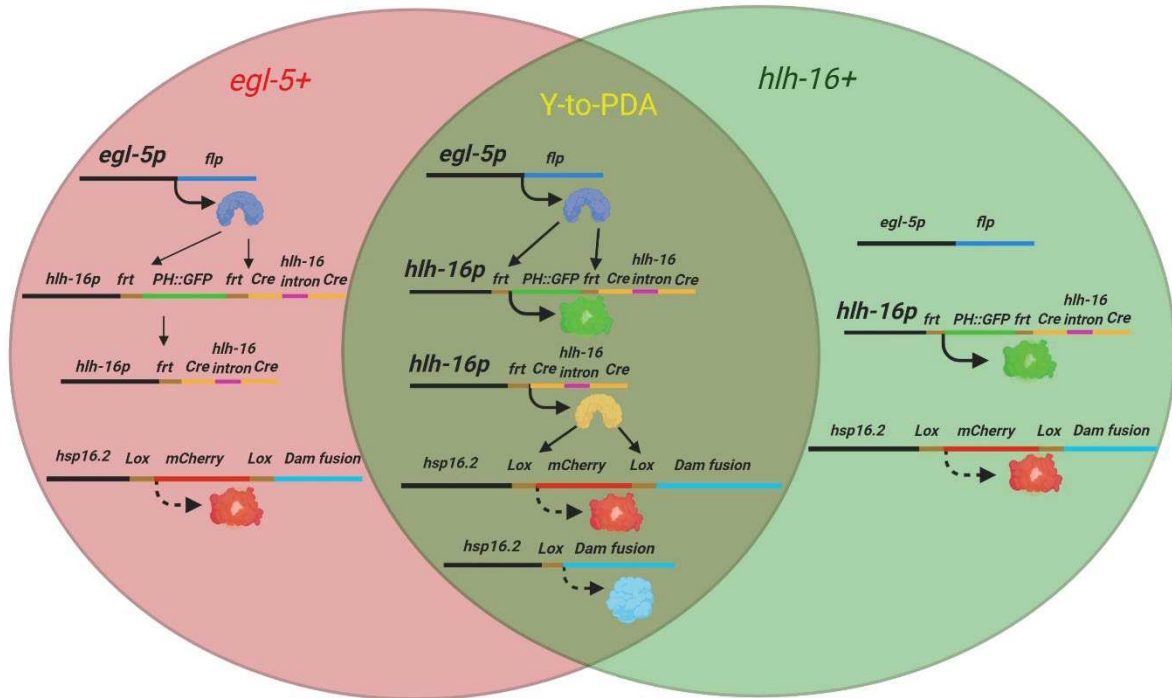 egl-5+
Y-to-PDA
hlh-16+
egl-5p flp
hlh-16p frt PH::GFP frt Cre hlh-16 intron Cre
hlh-16p frt Cre hlh-16 intron Cre
hsp16.2 Lox mCherry Lox Dam fusion
egl-5p flp
hlh-16p frt PH::GFP frt Cre hlh-16 intron Cre
hlh-16p frt Cre hlh-16 intron Cre
hsp16.2 Lox mCherry Lox Dam fusion
hsp16.2 Lox Dam fusion
egl-5p flp
hlh-16p frt PH::GFP frt Cre hlh-16 intron Cre
hsp16.2 Lox mCherry Lox Dam fusion